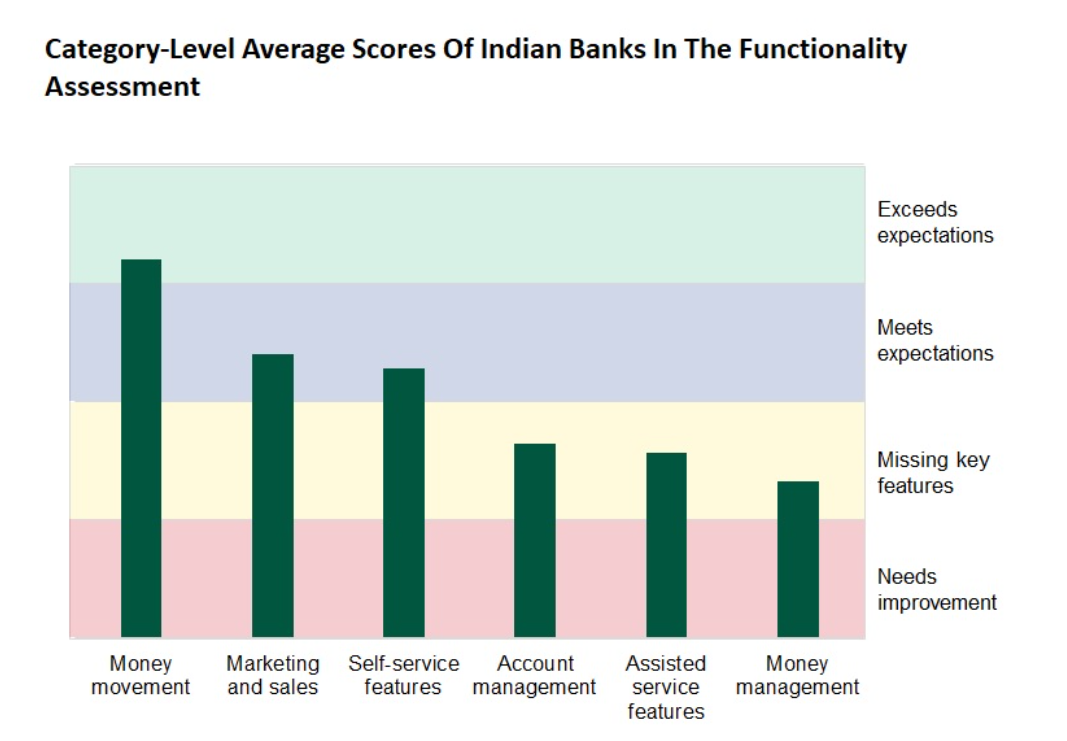 Category-Level Average Scores Of Indian Banks In The Functionality
Assessment
Exceeds
expectations
Meets
expectations
Missing key
features
Needs
improvement
Money
movement
Marketing
and sales
Self-service
features
Account
management
Assisted
service
features
Money
management